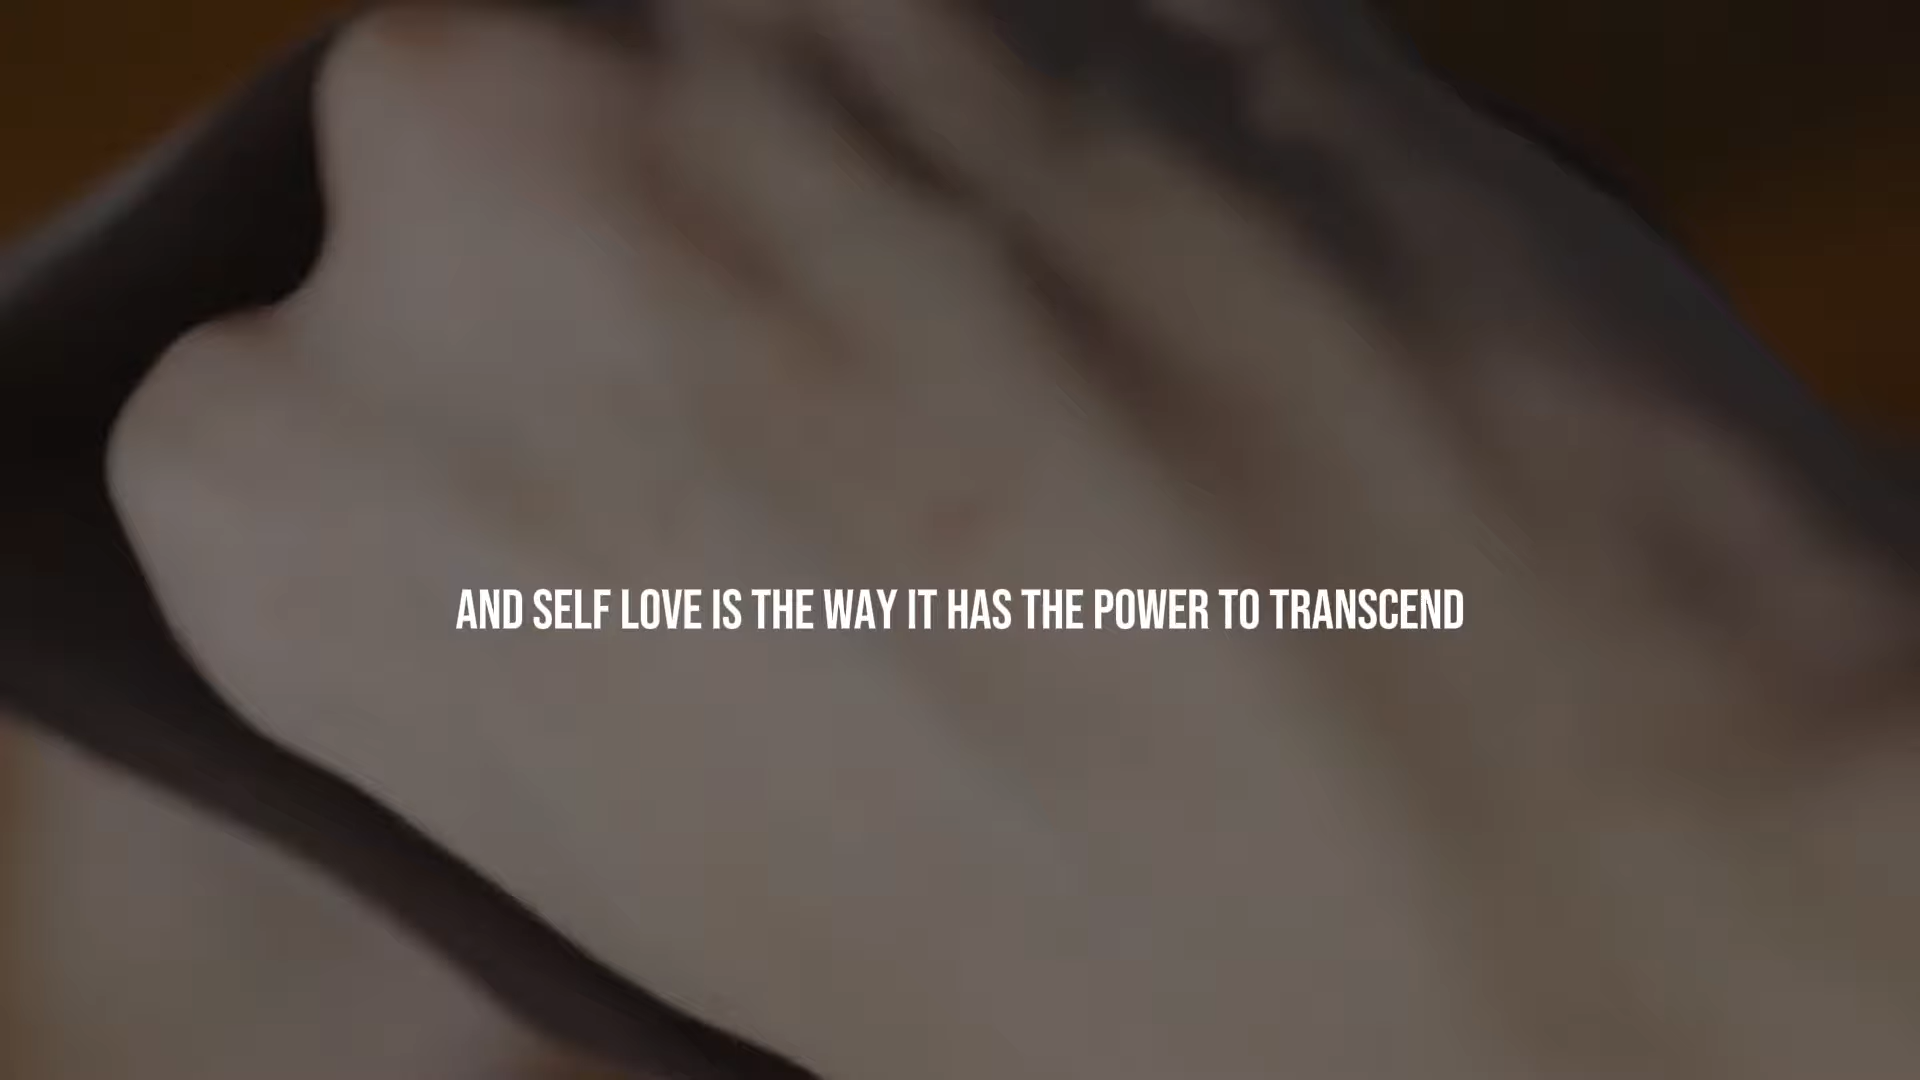 AND SELF LOVE IS THE WAY IT HAS THE POWER TO TRANSCEND